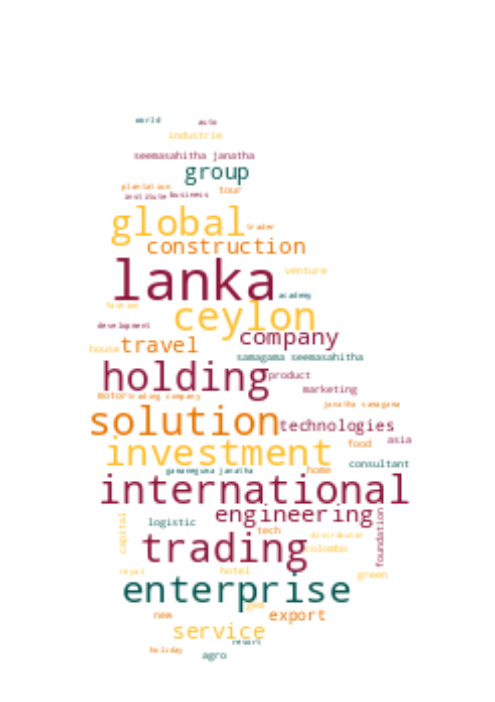 world auto
industrie
seemasahitha janatha
group
plantation tour
institute business
global trader
construction
lanka venture
academy
fashion
ceylon
development
company
house travel
samagama seemasahitha
holding product
marketing
motor trading company
janatha samagama
solution technologies
asia
investment food
consultant
gamameguma janatha home
international
engineering
capital logistic foundation
tech distributor
trading colombo
royal hotel green
enterprise
gem
new export
service
resort
holiday agro